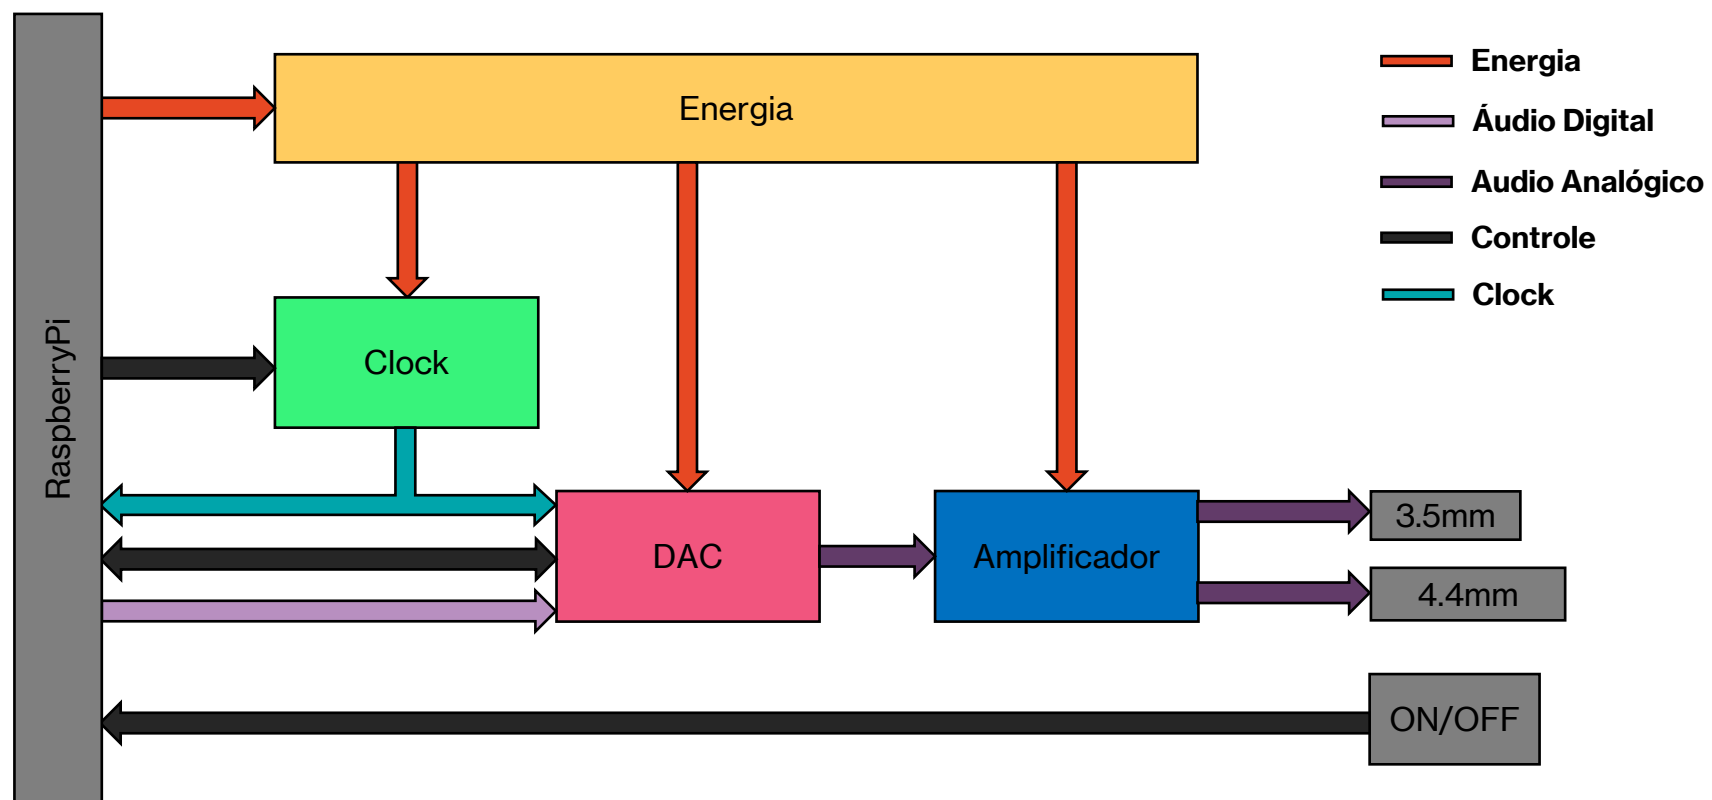 RaspberryPi
Energia
Clock
DAC
Amplificador
3.5mm
4.4mm
ON/OFF
Energia
Áudio Digital
Audio Analógico
Controle
Clock